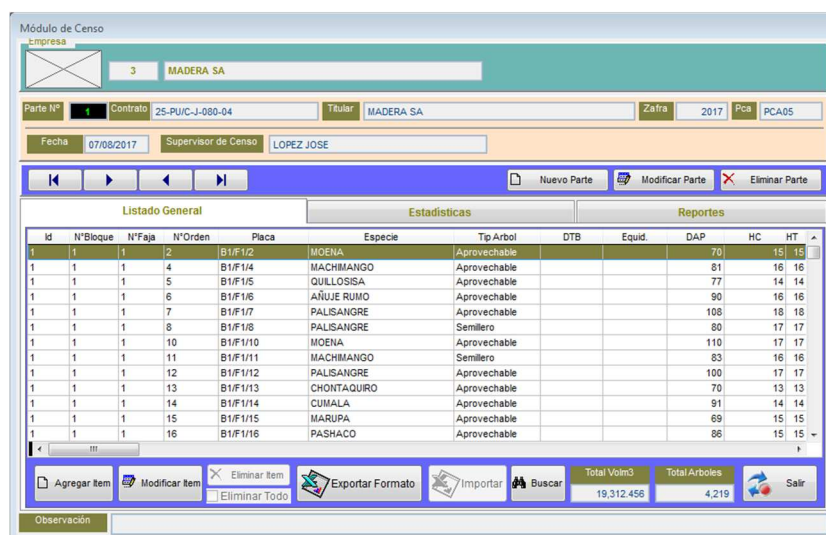 Módulo de Censo
Empresa
3 MADERA SA
Parte Nº 1 Contrato 25-PU/C-J-080-04 Titular MADERA SA Zafra 2017 Pca PCA05
Fecha 07/08/2017 Supervisor de Censo LOPEZ JOSE
Nuevo Parte Modificar Parte Eliminar Parte
Listado General Estadísticas Reportes
Id N°Bloque N°Faja N°Orden Placa Especie Tip Arbol DTB Equid. DAP HC HT
1 1 1 2 B1/F1/2 MOENA Aprovechable 70 15 15
1 1 1 4 B1/F1/4 MACHIMANGO Aprovechable 81 16 16
1 1 1 5 B1/F1/5 QUILLOSISA Aprovechable 77 14 14
1 1 1 6 B1/F1/6 AÑUJE RUMO Aprovechable 90 16 16
1 1 1 7 B1/F1/7 PALISANGRE Aprovechable 108 18 18
1 1 1 8 B1/F1/8 PALISANGRE Semillero 80 17 17
1 1 1 10 B1/F1/10 MOENA Aprovechable 110 17 17
1 1 1 11 B1/F1/11 MACHIMANGO Semillero 83 16 16
1 1 1 12 B1/F1/12 PALISANGRE Aprovechable 100 17 17
1 1 1 13 B1/F1/13 CHONTAQUIRO Aprovechable 70 13 13
1 1 1 14 B1/F1/14 CUMALA Aprovechable 91 14 14
1 1 1 15 B1/F1/15 MARUPA Aprovechable 69 15 15
1 1 1 16 B1/F1/16 PASHACO Aprovechable 86 15 15
Agregar Item Modificar Item Eliminar Item Exportar Formato Importar Buscar Total Volm3 Total Arboles Salir
Eliminar Todo 19,312.456 4,219
Observación